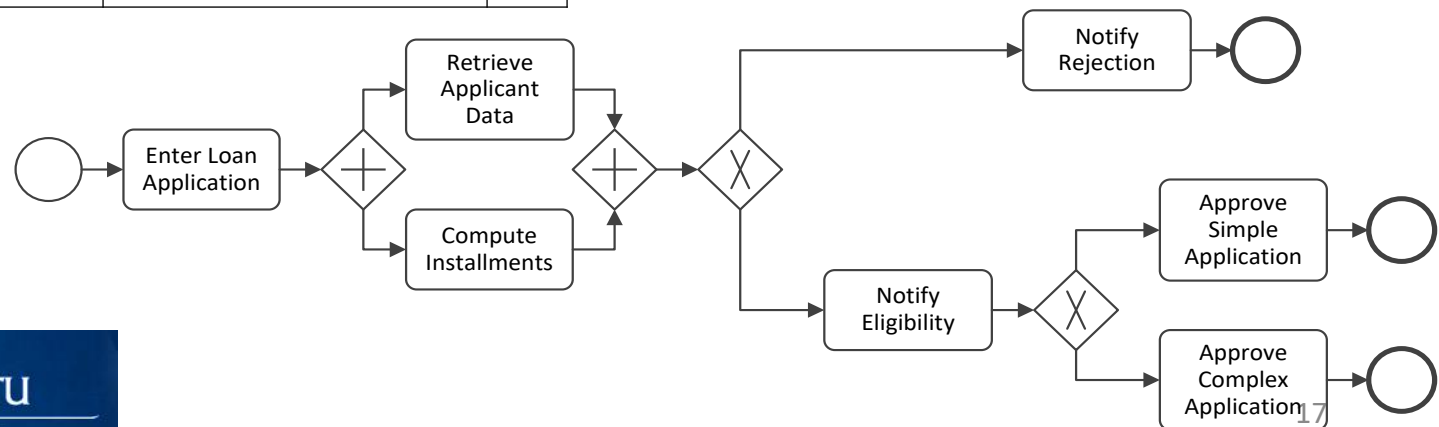 Notify
Rejection
Retrieve
Applicant
Data
Enter Loan
Application
Compute
Installments
Approve
Simple
Application
Notify
Eligibility
Approve
Complex
Application
17